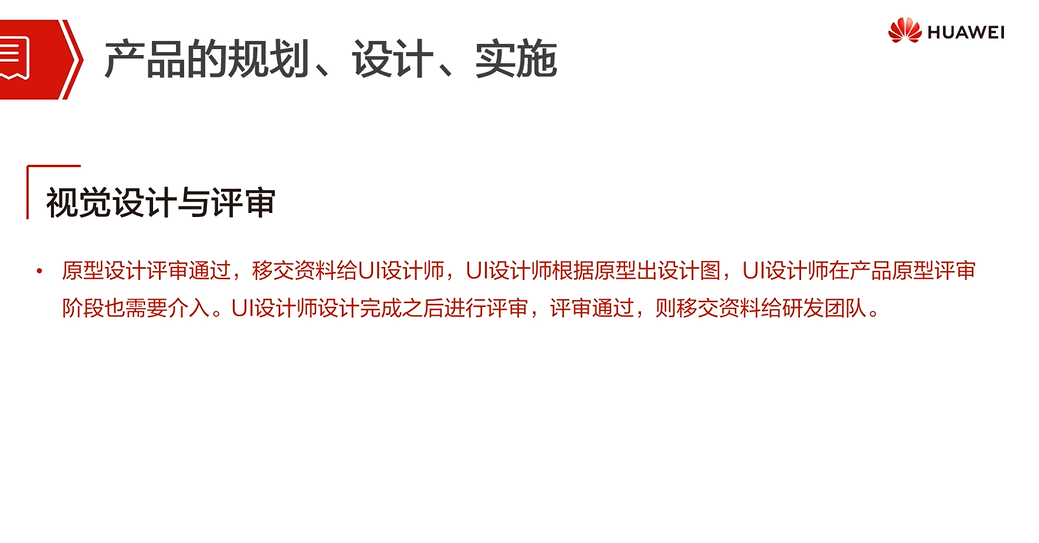 产品的规划、设计、实施
HUAWEI
视觉设计与评审
• 原型设计评审通过，移交资料给UI设计师，UI设计师根据原型出设计图，UI设计师在产品原型评审
阶段也需要介入。UI设计师设计完成之后进行评审，评审通过，则移交资料给研发团队。